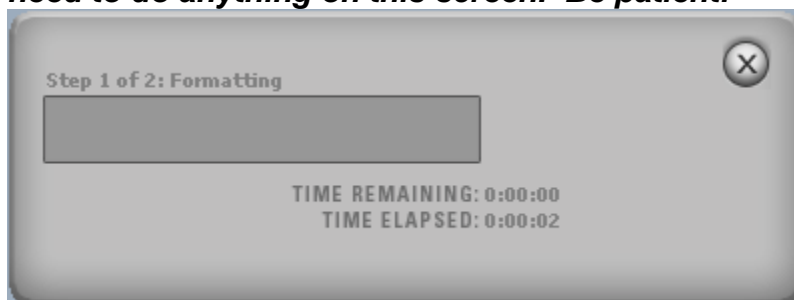 need to do anything on this screen. Be patient!
Step 1 of 2: Formatting
TIME REMAINING: 0:00:00
TIME ELAPSED: 0:00:02